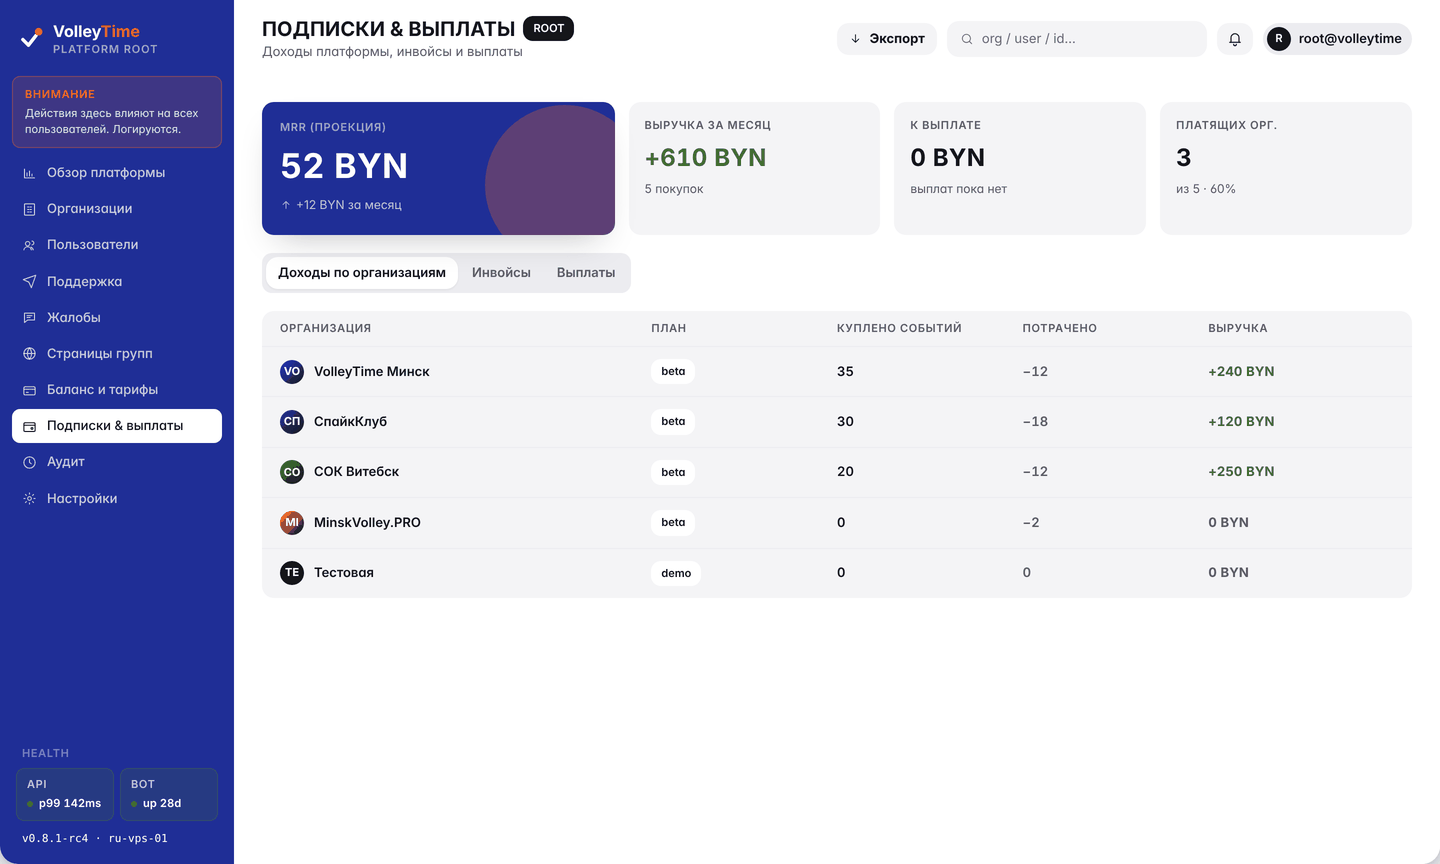 VolleyTime
PLATFORM ROOT
ВНИМАНИЕ
Действия здесь влияют на всех
пользователей. Логируются.
Обзор платформы
Организации
Пользователи
Поддержка
Жалобы
Страницы групп
Баланс и тарифы
Подписки & выплаты
Аудит
Настройки
HEALTH
API
p99 142ms
BOT
up 28d
v0.8.1-rc4 · ru-vps-01
ПОДПИСКИ & ВЫПЛАТЫ ROOT
Доходы платформы, инвойсы и выплаты
↓ Экспорт
org / user / id...
R root@volleytime
MRR (ПРОЕКЦИЯ)
52 BYN
↑ +12 BYN за месяц
ВЫРУЧКА ЗА МЕСЯЦ
+610 BYN
5 покупок
К ВЫПЛАТЕ
0 BYN
выплат пока нет
ПЛАТЯЩИХ ОРГ.
3
из 5 · 60%
Доходы по организациям Инвойсы Выплаты
ОРГАНИЗАЦИЯ ПЛАН КУПЛЕНО СОБЫТИЙ ПОТРАЧЕНО ВЫРУЧКА
VO VolleyTime Минск beta 35 −12 +240 BYN
СП СпайкКлуб beta 30 −18 +120 BYN
СО СОК Витебск beta 20 −12 +250 BYN
MI MinskVolley.PRO beta 0 −2 0 BYN
ТЕ Тестовая demo 0 0 0 BYN